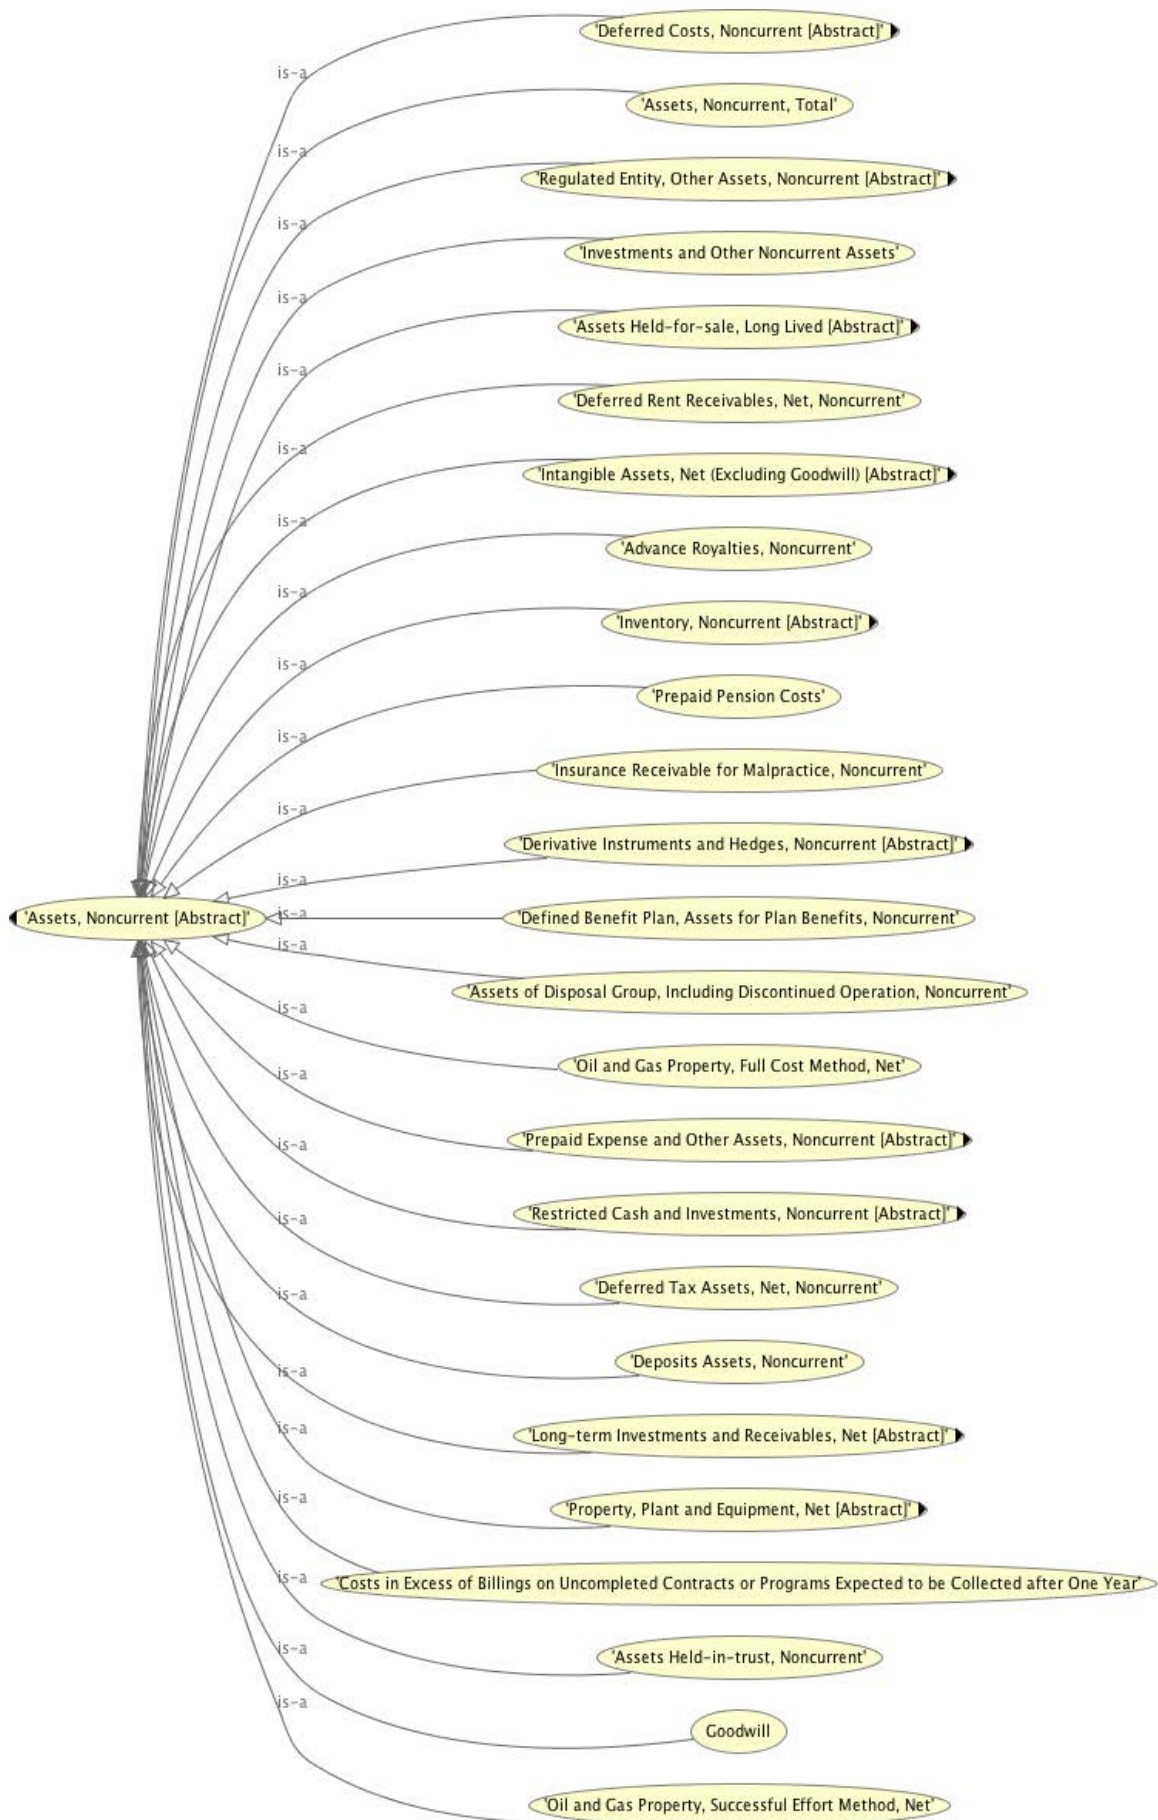 'Deferred Costs, Noncurrent [Abstract]'
is-a
'Assets, Noncurrent, Total'
is-a
'Regulated Entity, Other Assets, Noncurrent [Abstract]'
is-a
'Investments and Other Noncurrent Assets'
is-a
'Assets Held-for-sale, Long Lived [Abstract]'
is-a
'Deferred Rent Receivables, Net, Noncurrent'
is-a
'Intangible Assets, Net (Excluding Goodwill) [Abstract]'
is-a
'Advance Royalties, Noncurrent'
is-a
'Inventory, Noncurrent [Abstract]'
is-a
'Prepaid Pension Costs'
is-a
'Insurance Receivable for Malpractice, Noncurrent'
is-a
'Derivative Instruments and Hedges, Noncurrent [Abstract]'
is-a
'Assets, Noncurrent [Abstract]'
is-a
'Defined Benefit Plan, Assets for Plan Benefits, Noncurrent'
is-a
'Assets of Disposal Group, Including Discontinued Operation, Noncurrent'
is-a
'Oil and Gas Property, Full Cost Method, Net'
is-a
'Prepaid Expense and Other Assets, Noncurrent [Abstract]'
is-a
'Restricted Cash and Investments, Noncurrent [Abstract]'
is-a
'Deferred Tax Assets, Net, Noncurrent'
is-a
'Deposits Assets, Noncurrent'
is-a
'Long-term Investments and Receivables, Net [Abstract]'
is-a
'Property, Plant and Equipment, Net [Abstract]'
is-a
'Costs in Excess of Billings on Uncompleted Contracts or Programs Expected to be Collected after One Year'
is-a
'Assets Held-in-trust, Noncurrent'
is-a
Goodwill
is-a
'Oil and Gas Property, Successful Effort Method, Net'